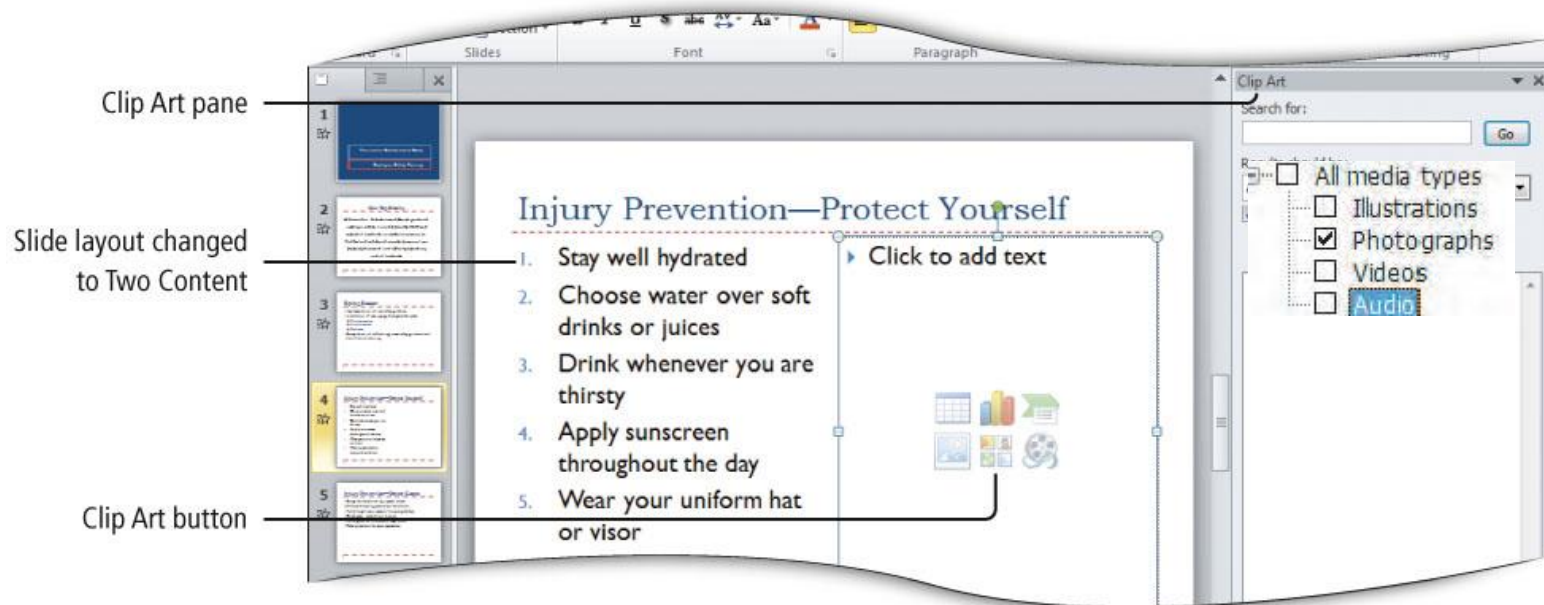 Slides
Font
Paragraph
Clip Art pane
Slide layout changed
to Two Content
Clip Art button
1
2
3
4
5
Injury Prevention—Protect Yourself
1. Stay well hydrated
2. Choose water over soft
drinks or juices
3. Drink whenever you are
thirsty
4. Apply sunscreen
throughout the day
5. Wear your uniform hat
or visor
Click to add text
Clip Art
Search for:
Go
All media types
Illustrations
Photographs
Videos
Audio